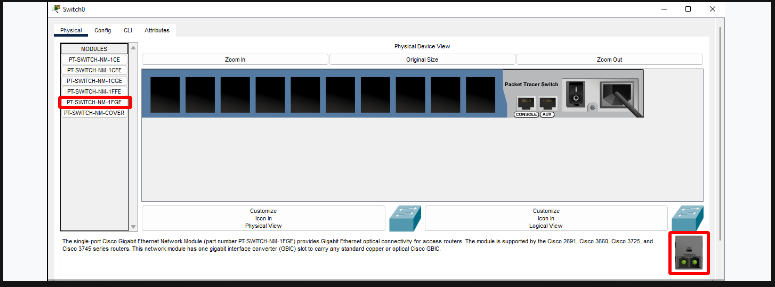 Switch0
Physical Config CLI Attributes
MODULES
PT-SWITCH-NM-1CE
PT-SWITCH-NM-1CFE
PT-SWITCH-NM-1CGE
PT-SWITCH-NM-1FFE
PT-SWITCH-NM-1FGE
PT-SWITCH-NM-COVER
Physical Device View
Zoom In Original Size Zoom Out
Packet Tracer Switch
CONSOLE AUX
Customize
Icon in
Physical View
Customize
Icon in
Logical View
The single-port Cisco Gigabit Ethernet Network Module (part number PT-SWITCH-NM-1FGE) provides Gigabit Ethernet optical connectivity for access routers. The module is supported by the Cisco 2691, Cisco 3660, Cisco 3725, and
Cisco 3745 series routers. This network module has one gigabit interface converter (GBIC) slot to carry any standard copper or optical Cisco GBIC.